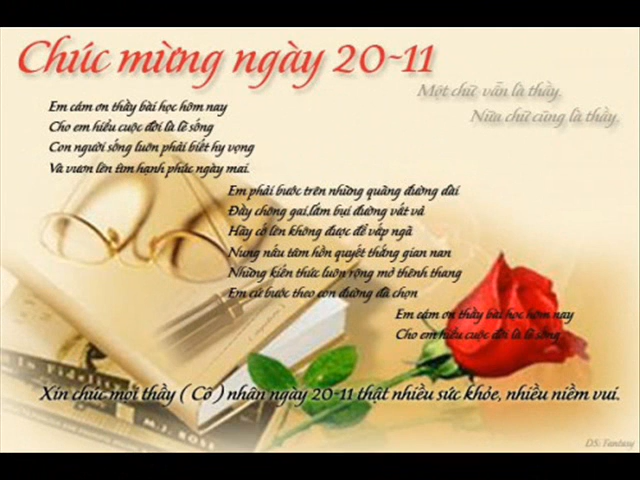 Chúc mừng ngày 20-11
Một chữ vẫn là thầy.
Nửa chữ cũng là thầy.
Em cám ơn thầy bài học hôm nay
Cho em hiểu cuộc đời là lẽ sống
Con người sống luôn phải biết hy vọng
Và vươn lên tìm hạnh phúc ngày mai.
Em phải bước trên những quãng đường dài
Đầy chông gai,lắm bụi đường vất vả
Hãy cố lên không được để vấp ngã
Nung nấu tâm hồn quyết thắng gian nan
Những kiến thức luôn rộng mở thênh thang
Em cứ bước theo con đường đã chọn
Em cám ơn thầy bài học hôm nay
Cho em hiểu cuộc đời là lẽ sống
Xin chúc mọi thầy ( Cô ) nhân ngày 20-11 thật nhiều sức khỏe, nhiều niềm vui.
M.J. ROSE
DS: Fantasy